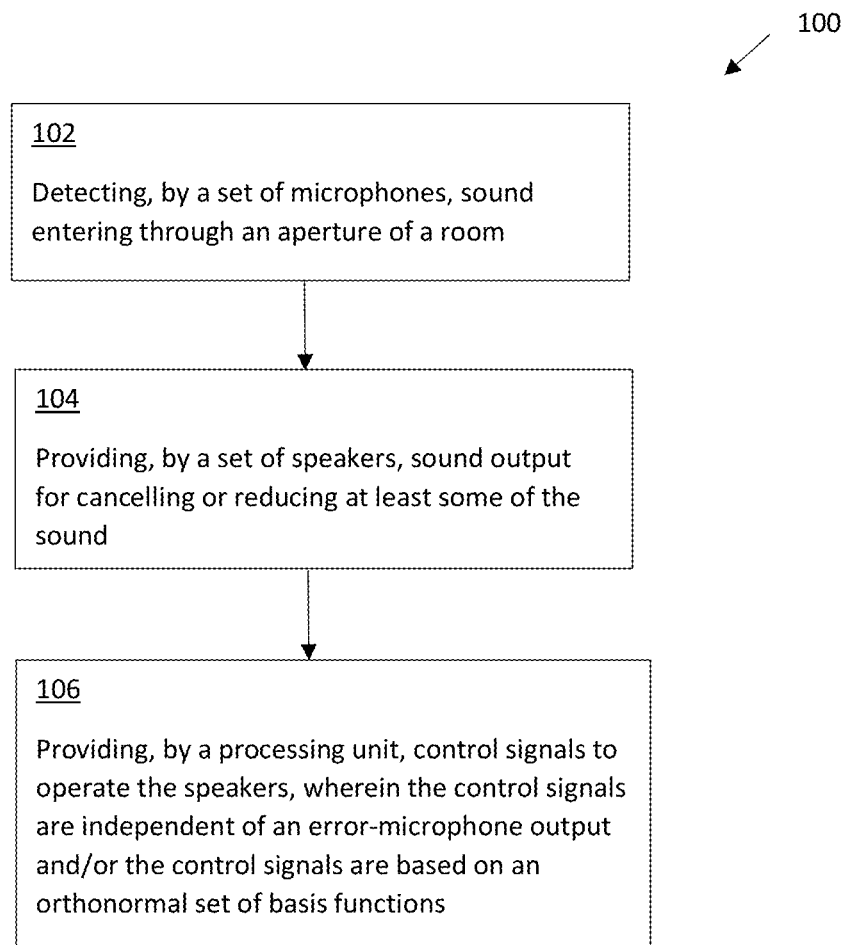 100
102
Detecting, by a set of microphones, sound
entering through an aperture of a room
104
Providing, by a set of speakers, sound output
for cancelling or reducing at least some of the
sound
106
Providing, by a processing unit, control signals to
operate the speakers, wherein the control signals
are independent of an error-microphone output
and/or the control signals are based on an
orthonormal set of basis functions